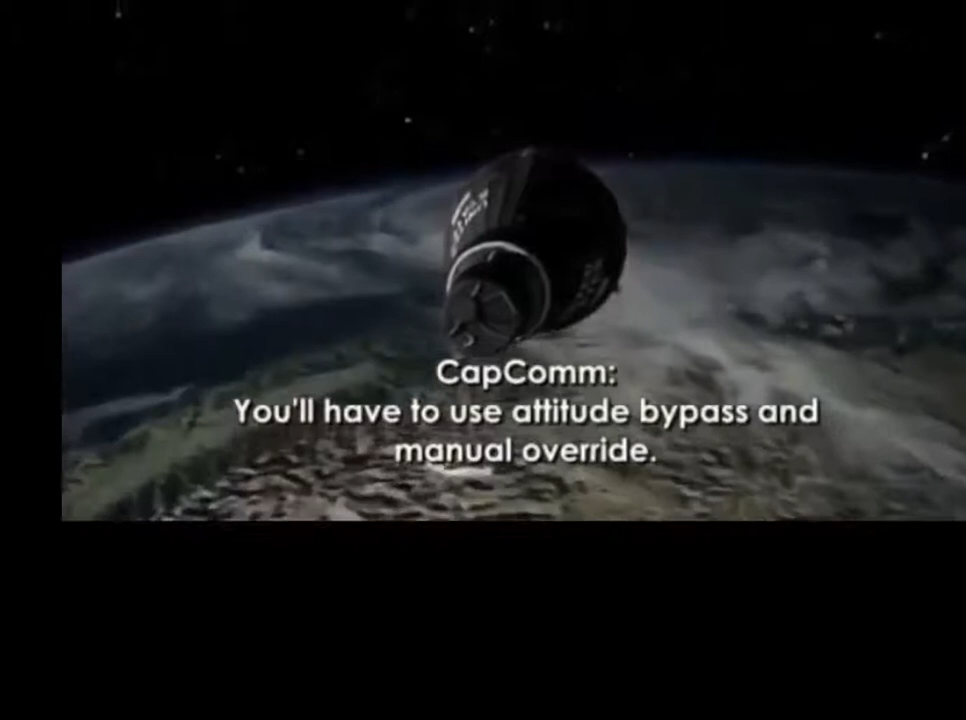 CapComm:
You'll have to use attitude bypass and
manual override.